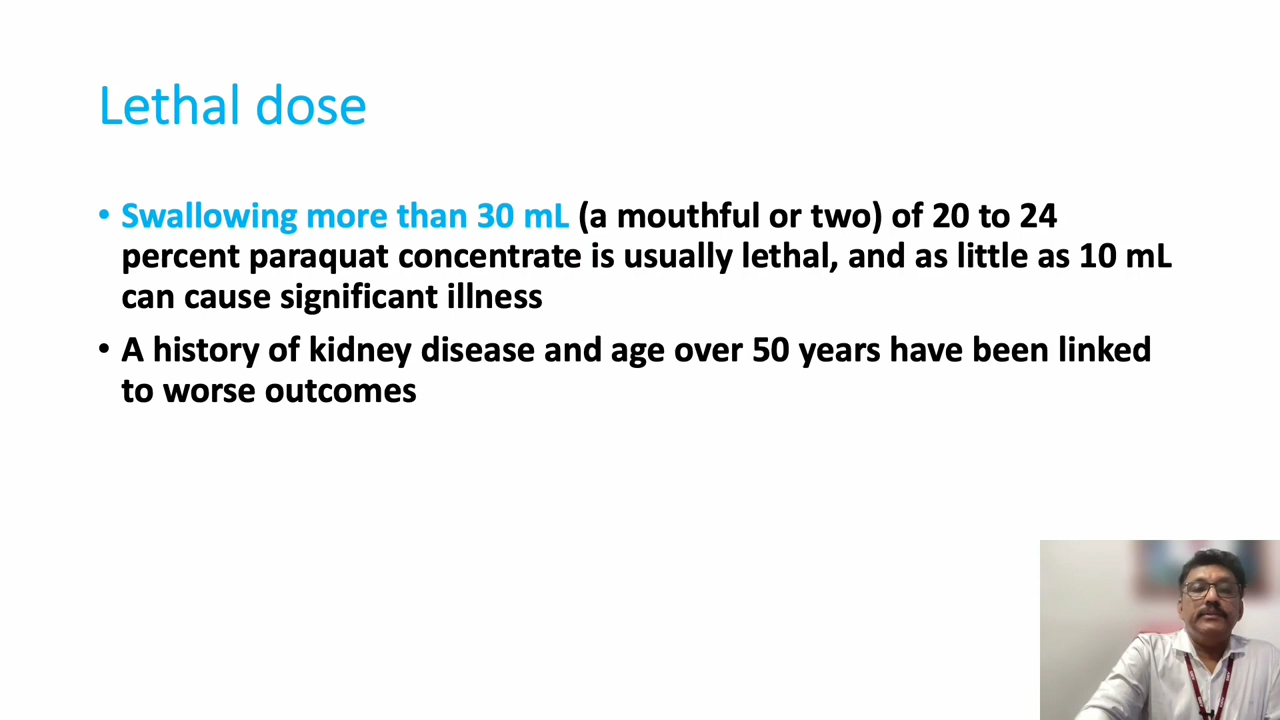 Lethal dose
• Swallowing more than 30 mL (a mouthful or two) of 20 to 24
percent paraquat concentrate is usually lethal, and as little as 10 mL
can cause significant illness
• A history of kidney disease and age over 50 years have been linked
to worse outcomes